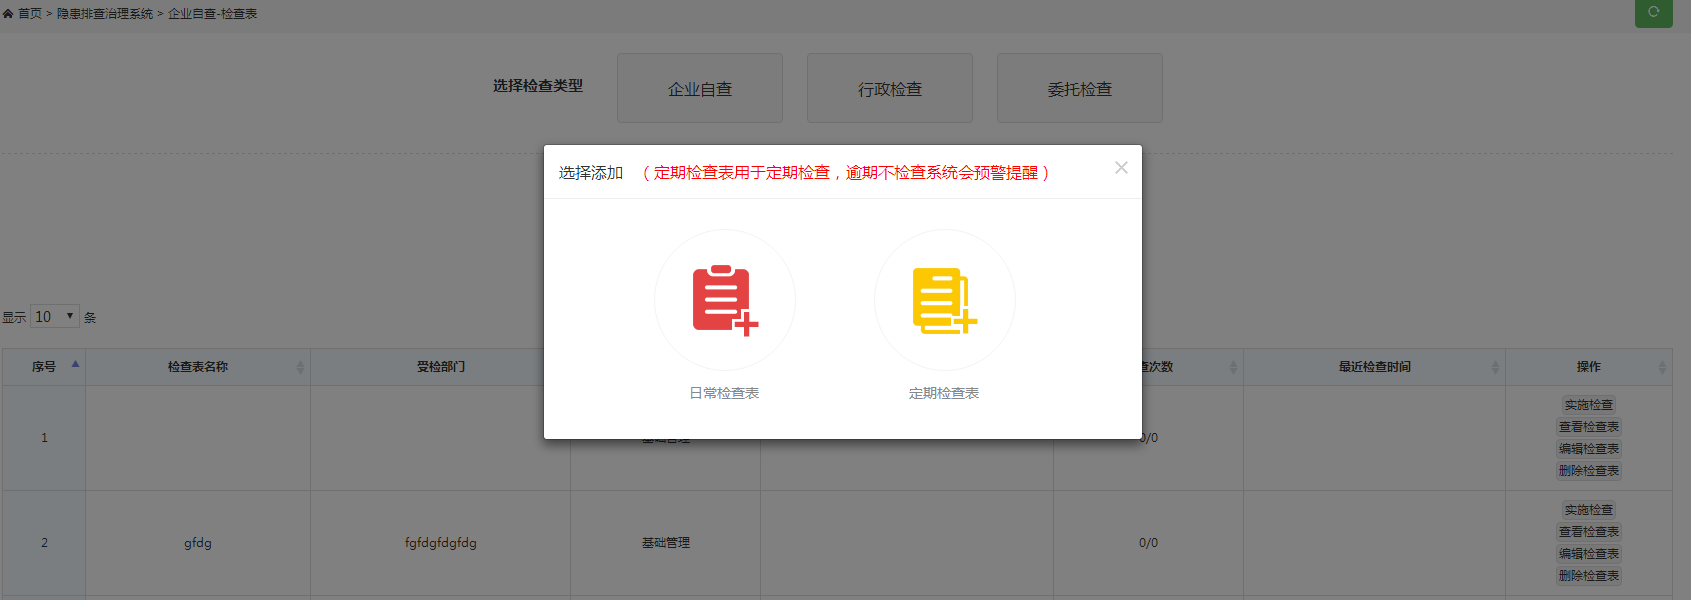 首页 > 隐患排查治理系统 > 企业自查-检查表
选择检查类型 企业自查 行政检查 委托检查
选择添加 （定期检查表用于定期检查，逾期不检查系统会预警提醒） ×
日常检查表 定期检查表
显示 10 条
序号 检查表名称 受检部门 查次数 最近检查时间 操作
1 基础管理 0/0
实施检查
查看检查表
编辑检查表
删除检查表
2 gfdg fgfdgfdgfdg 基础管理 0/0
实施检查
查看检查表
编辑检查表
删除检查表